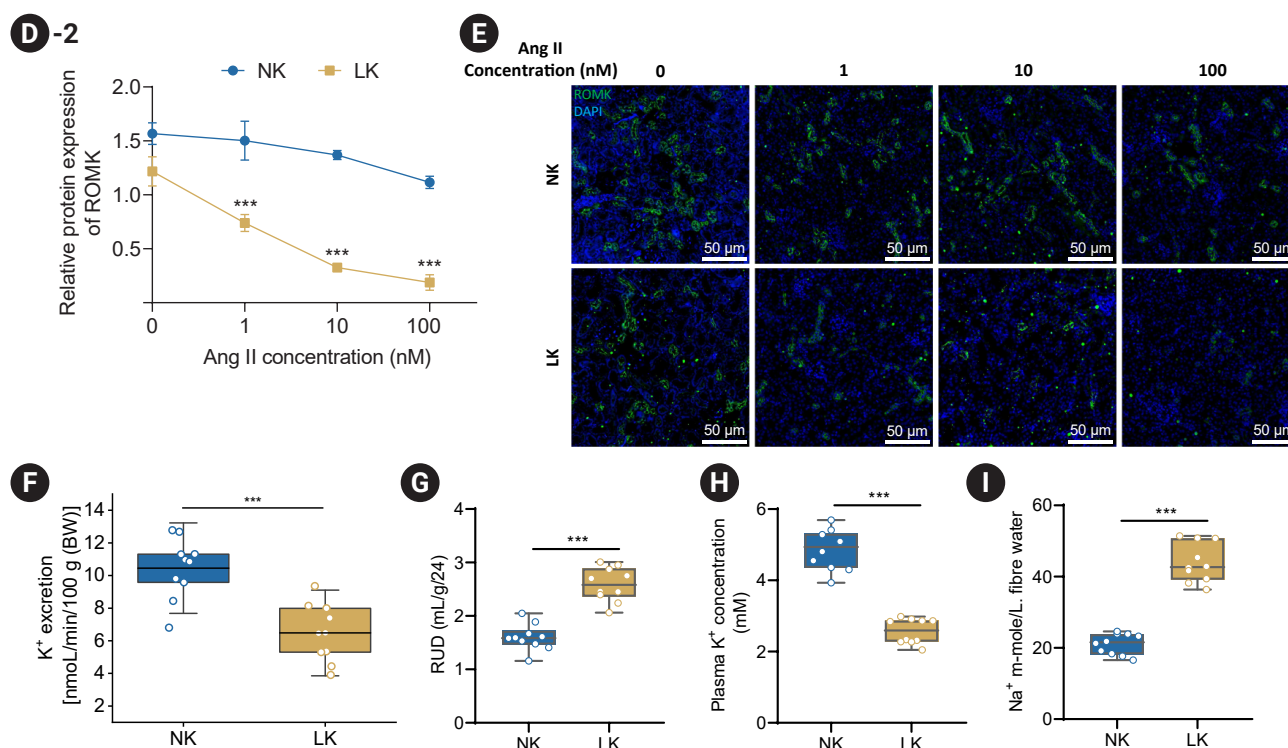 D -2
NK
LK
Relative protein expression
of ROMK
2.0
1.5
1.0
0.5
***
***
***
0
1
10
100
Ang II concentration (nM)
E
Ang II
Concentration (nM)
0
1
10
100
ROMK
DAPI
NK
50 µm
50 µm
50 µm
50 µm
LK
50 µm
50 µm
50 µm
50 µm
F
K⁺ excretion
[nmoL/min/100 g (BW)]
14
12
10
8
6
4
2
***
NK
LK
G
RUD (mL/g/24)
4
3
2
1
0
***
NK
LK
H
Plasma K⁺ concentration
(mM)
6
4
2
0
***
NK
LK
I
Na⁺ m-mole/L. fibre water
60
40
20
0
***
NK
LK